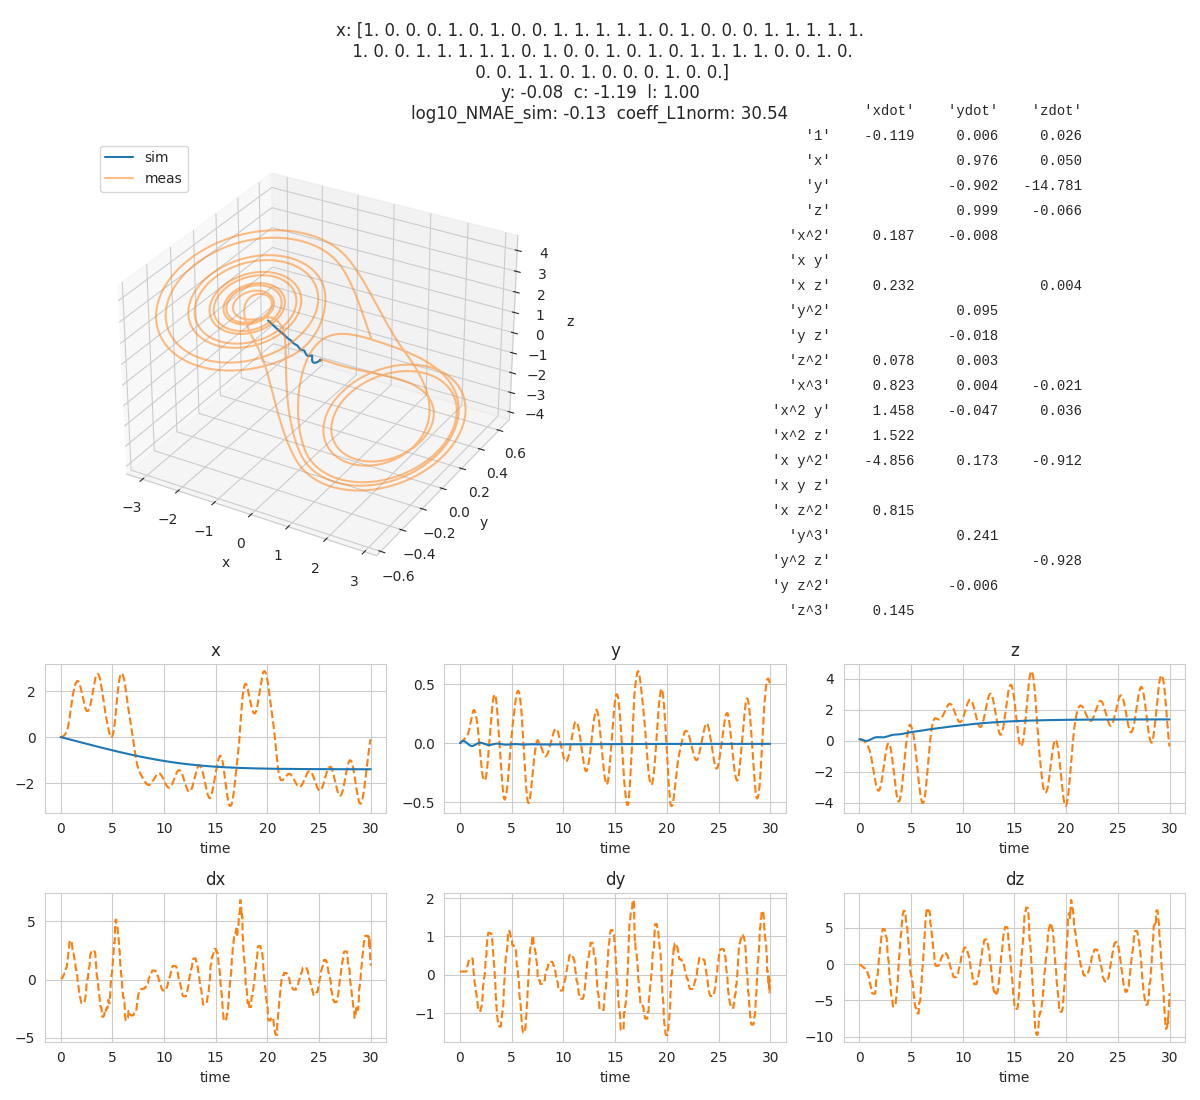 x: [1. 0. 0. 0. 1. 0. 1. 0. 0. 0. 1. 1. 1. 1. 1. 0. 1. 0. 0. 0. 1. 1. 1. 1. 1.
1. 0. 0. 1. 1. 1. 1. 1. 0. 1. 0. 0. 0. 1. 0. 1. 0. 1. 1. 1. 1. 0. 0. 1. 0.
0. 0. 1. 1. 0. 1. 0. 0. 0. 1. 0. 0.]
y: -0.08 c: -1.19 l: 1.00
log10_NMAE_sim: -0.13 coeff_L1norm: 30.54
'xdot' 'ydot' 'zdot'
'1' -0.119 0.006 0.026
'x' 0.976 0.050
'y' -0.902 -14.781
'z' 0.999 -0.066
'x^2' 0.187 -0.008
'x y'
'x z' 0.232 0.004
'y^2' 0.095
'y z' -0.018
'z^2' 0.078 0.003
'x^3' 0.823 0.004 -0.021
'x^2 y' 1.458 -0.047 0.036
'x^2 z' 1.522
'x y^2' -4.856 0.173 -0.912
'x y z'
'x z^2' 0.815
'y^3' 0.241
'y^2 z' -0.928
'y z^2' -0.006
'z^3' 0.145
sim
meas
4
3
2
1
0
−1
−2
−3
−4
z
0.6
0.4
0.2
0.0
−0.2
−0.4
−0.6
y
−3
−2
−1
0
1
2
3
x
x
2
0
−2
0 5 10 15 20 25 30
time
y
0.5
0.0
−0.5
0 5 10 15 20 25 30
time
z
4
2
0
−2
−4
0 5 10 15 20 25 30
time
dx
5
0
−5
0 5 10 15 20 25 30
time
dy
2
1
0
−1
0 5 10 15 20 25 30
time
dz
5
0
−5
−10
0 5 10 15 20 25 30
time